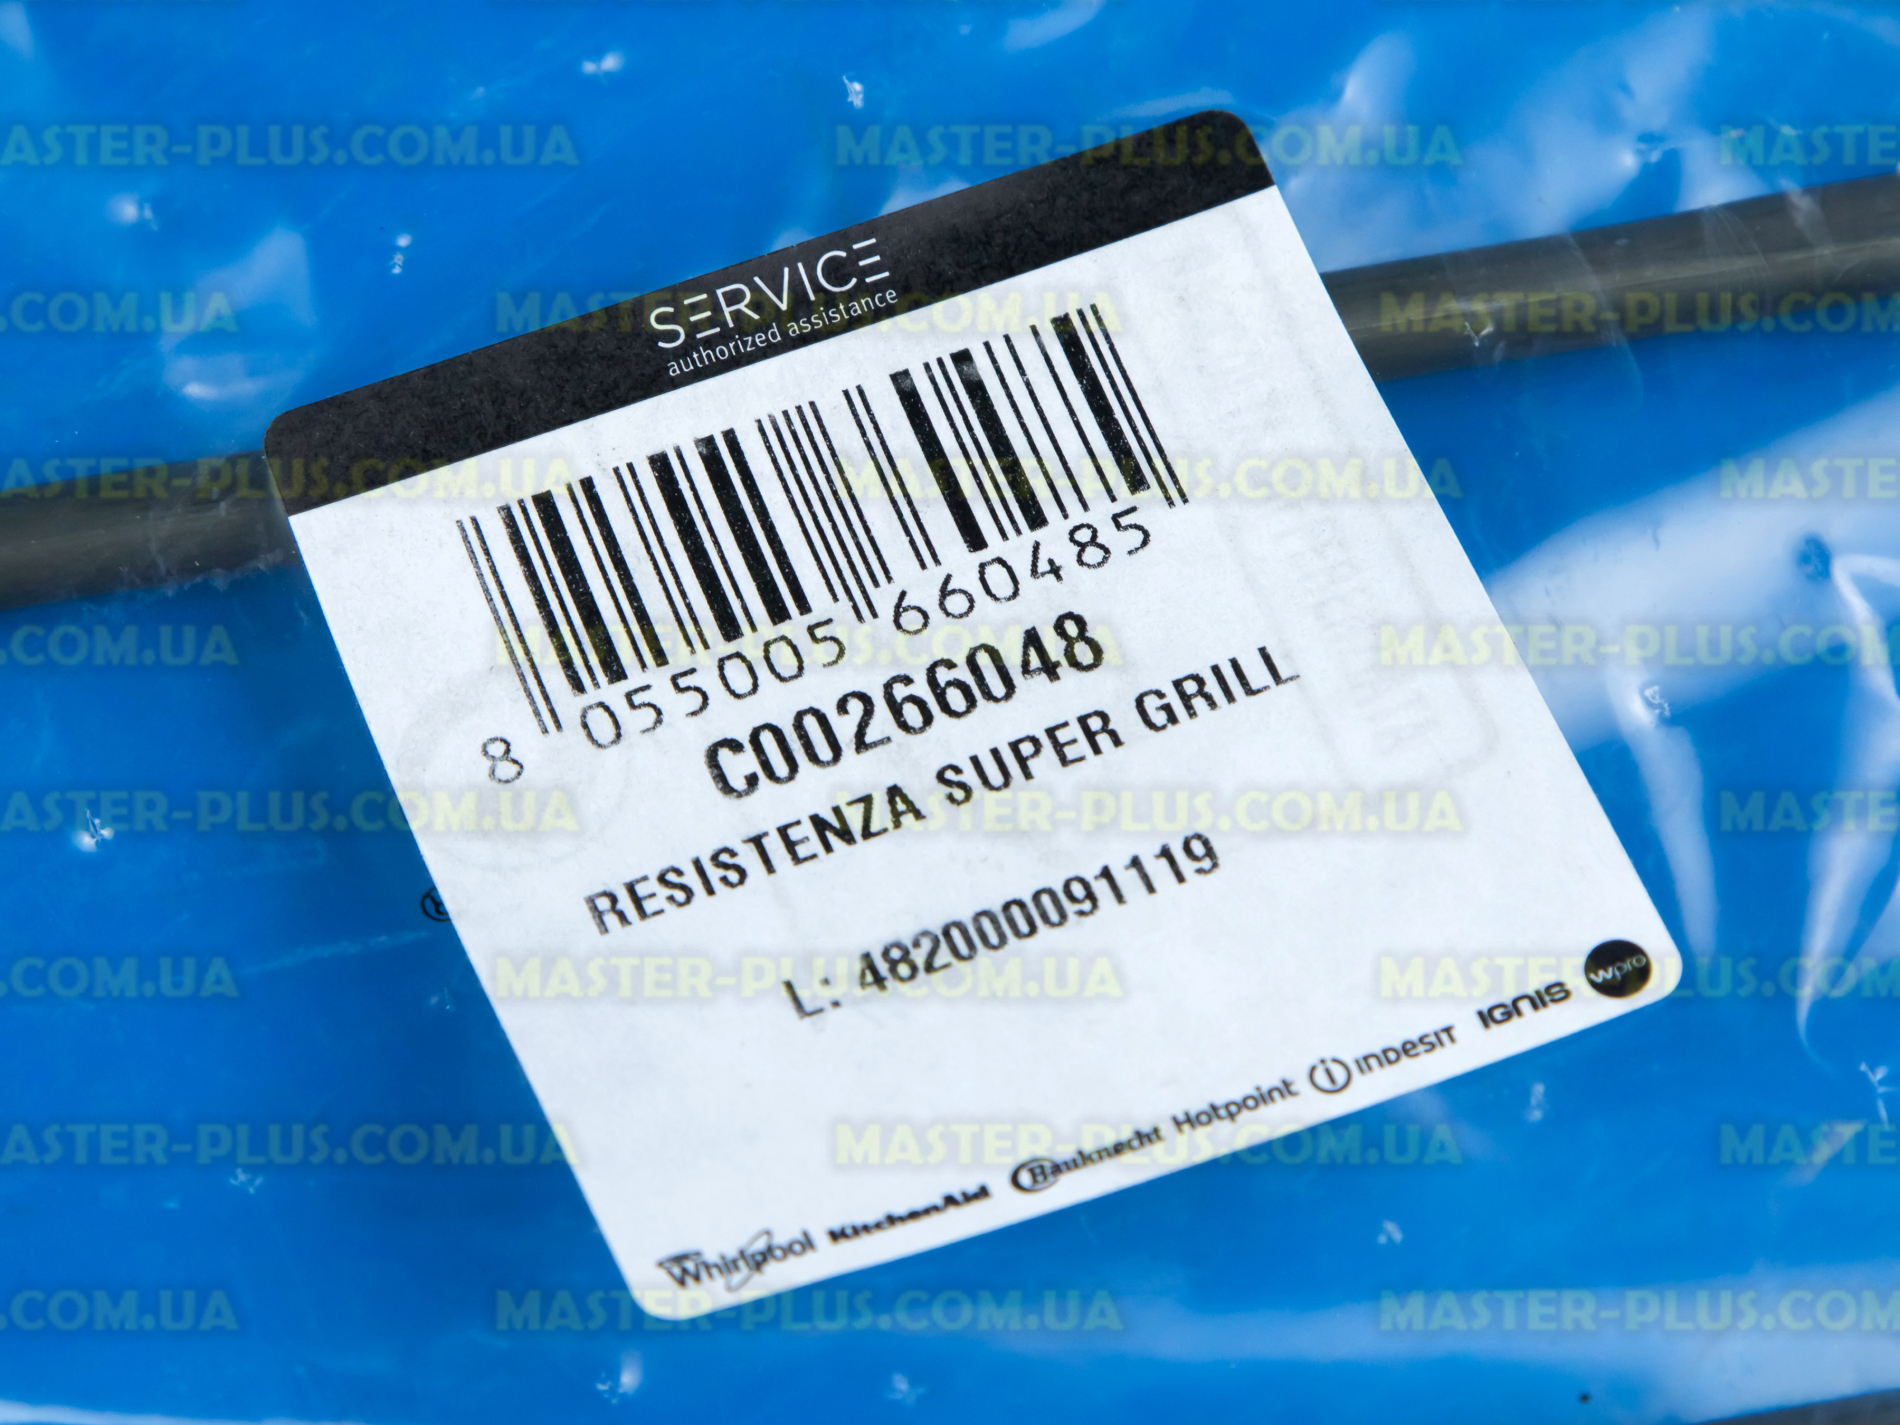 SERVICE
authorized assistance
8 055005 660485
C00266048
RESISTENZA SUPER GRILL
L: 482000091119
Whirlpool KitchenAid Bauknecht Hotpoint indesit IGNIS wpro
MASTER-PLUS.COM.UA